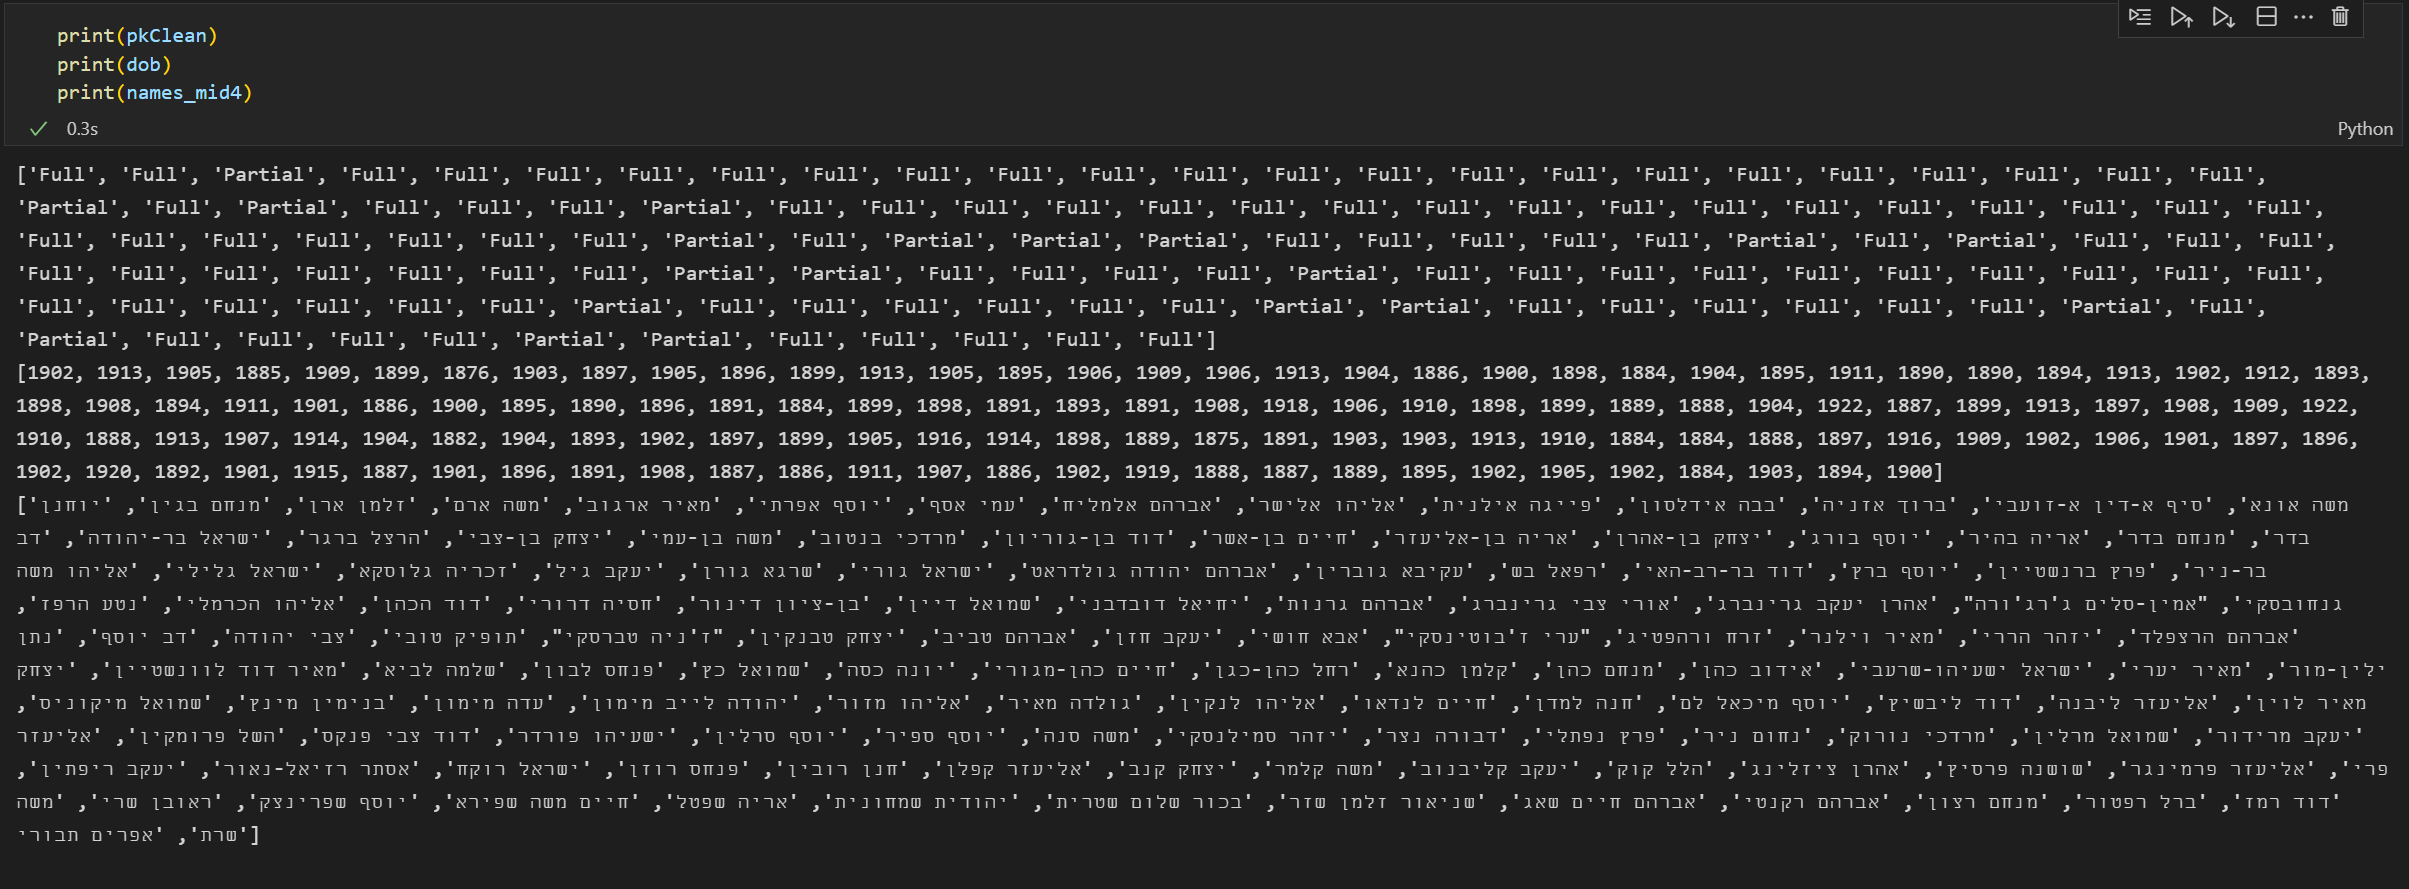 print(pkClean)
print(dob)
print(names_mid4)
0.3s
Python
['Full', 'Full', 'Partial', 'Full', 'Full', 'Full', 'Full', 'Full', 'Full', 'Full', 'Full', 'Full', 'Full', 'Full', 'Full', 'Full', 'Full', 'Full', 'Full', 'Full', 'Full', 'Full', 'Full', 'Full',
'Partial', 'Full', 'Partial', 'Full', 'Full', 'Full', 'Partial', 'Full', 'Full', 'Full', 'Full', 'Full', 'Full', 'Full', 'Full', 'Full', 'Full', 'Full', 'Full', 'Full', 'Full', 'Full', 'Full', 'Full',
'Full', 'Full', 'Full', 'Full', 'Full', 'Full', 'Full', 'Partial', 'Full', 'Partial', 'Partial', 'Partial', 'Full', 'Full', 'Full', 'Full', 'Full', 'Partial', 'Full', 'Partial', 'Full', 'Full', 'Full',
'Full', 'Full', 'Full', 'Full', 'Full', 'Full', 'Full', 'Partial', 'Partial', 'Full', 'Full', 'Full', 'Full', 'Partial', 'Full', 'Full', 'Full', 'Full', 'Full', 'Full', 'Full', 'Full', 'Full', 'Full',
'Full', 'Full', 'Full', 'Full', 'Full', 'Full', 'Partial', 'Full', 'Full', 'Full', 'Full', 'Full', 'Full', 'Partial', 'Partial', 'Full', 'Full', 'Full', 'Full', 'Full', 'Full', 'Partial', 'Full',
'Partial', 'Full', 'Full', 'Full', 'Full', 'Partial', 'Partial', 'Full', 'Full', 'Full', 'Full', 'Full']
[1902, 1913, 1905, 1885, 1909, 1899, 1876, 1903, 1897, 1905, 1896, 1899, 1913, 1905, 1895, 1906, 1909, 1906, 1913, 1904, 1886, 1900, 1898, 1884, 1904, 1895, 1911, 1890, 1890, 1894, 1913, 1902, 1912, 1893,
1898, 1908, 1894, 1911, 1901, 1886, 1900, 1895, 1890, 1896, 1891, 1884, 1899, 1898, 1891, 1893, 1891, 1908, 1918, 1906, 1910, 1898, 1899, 1889, 1888, 1904, 1922, 1887, 1899, 1913, 1897, 1908, 1909, 1922,
1910, 1888, 1913, 1907, 1914, 1904, 1882, 1904, 1893, 1902, 1897, 1899, 1905, 1916, 1914, 1898, 1889, 1875, 1891, 1903, 1903, 1913, 1910, 1884, 1884, 1888, 1897, 1916, 1909, 1902, 1906, 1901, 1897, 1896,
1902, 1920, 1892, 1901, 1915, 1887, 1901, 1896, 1891, 1908, 1887, 1886, 1911, 1907, 1886, 1902, 1919, 1888, 1887, 1889, 1895, 1902, 1905, 1902, 1884, 1903, 1894, 1900]
['משה אונא', 'סיף א-דין א-זועבי', 'ברוך אזניה', 'בבה אידלסון', 'פייגה אילנית', 'אליהו אלישר', 'אברהם אלמליח', 'עמי אסף', 'יוסף אפרתי', 'מאיר ארגוב', 'משה ארם', 'זלמן ארן', 'מנחם בגין', 'יוחנן
בדר', 'מנחם בדר', 'אריה בהיר', 'יוסף בורג', 'יצחק בן-אהרן', 'אריה בן-אליעזר', 'חיים בן-אשר', 'דוד בן-גוריון', 'מרדכי בנטוב', 'משה בן-עמי', 'יצחק בן-צבי', 'הרצל ברגר', 'ישראל בר-יהודה', 'דב
בר-ניר', 'פרץ ברנשטיין', 'יוסף ברץ', 'דוד בר-רב-האי', 'רפאל בש', 'עקיבא גוברין', 'אברהם יהודה גולדראט', 'ישראל גורי', 'שרגא גורן', 'יעקב גיל', 'זכריה גלוסקא', 'ישראל גלילי', 'אליהו משה
גנחובסקי', "אמין-סלים ג'רג'ורה", 'אהרן יעקב גרינברג', 'אורי צבי גרינברג', 'אברהם גרנות', 'יחיאל דובדבני', 'שמואל דיין', 'בן-ציון דינור', 'חסיה דרורי', 'דוד הכהן', 'אליהו הכרמלי', 'נטע הרפז',
'אברהם הרצפלד', 'יזהר הררי', 'מאיר וילנר', 'זרח ורהפטיג', "ערי ז'בוטינסקי", 'אבא חושי', 'יעקב חזן', 'אברהם טביב', 'יצחק טבנקין', "ז'ניה טברסקי", 'תופיק טובי', 'צבי יהודה', 'דב יוסף', 'נתן
ילין-מור', 'מאיר יערי', 'ישראל ישעיהו-שרעבי', 'אידוב כהן', 'מנחם כהן', 'קלמן כהנא', 'רחל כהן-כגן', 'חיים כהן-מגורי', 'יונה כסה', 'שמואל כץ', 'פנחס לבון', 'שלמה לביא', 'מאיר דוד לוונשטיין', 'יצחק
מאיר לוין', 'אליעזר ליבנה', 'דוד ליבשיץ', 'יוסף מיכאל לם', 'חנה למדן', 'חיים לנדאו', 'אליהו לנקין', 'גולדה מאיר', 'אליהו מזור', 'יהודה לייב מימון', 'עדה מימון', 'בנימין מינץ', 'שמואל מיקוניס',
'יעקב מרידור', 'שמואל מרלין', 'מרדכי נורוק', 'נחום ניר', 'פרץ נפתלי', 'דבורה נצר', 'יזהר סמילנסקי', 'משה סנה', 'יוסף ספיר', 'יוסף סרלין', 'ישעיהו פורדר', 'דוד צבי פנקס', 'השל פרומקין', 'אליעזר
פרי', 'אליעזר פרמינגר', 'שושנה פרסיץ', 'אהרן ציזלינג', 'הלל קוק', 'יעקב קליבנוב', 'משה קלמר', 'יצחק קנב', 'אליעזר קפלן', 'חנן רובין', 'פנחס רוזן', 'ישראל רוקח', 'אסתר רזיאל-נאור', 'יעקב ריפתין',
'דוד רמז', 'ברל רפטור', 'מנחם רצון', 'אברהם רקנטי', 'אברהם חיים שאג', 'שניאור זלמן שזר', 'בכור שלום שטרית', 'יהודית שמחונית', 'אריה שפטל', 'חיים משה שפירא', 'יוסף שפרינצק', 'ראובן שרי', 'משה
שרת', 'אפרים תבורי']